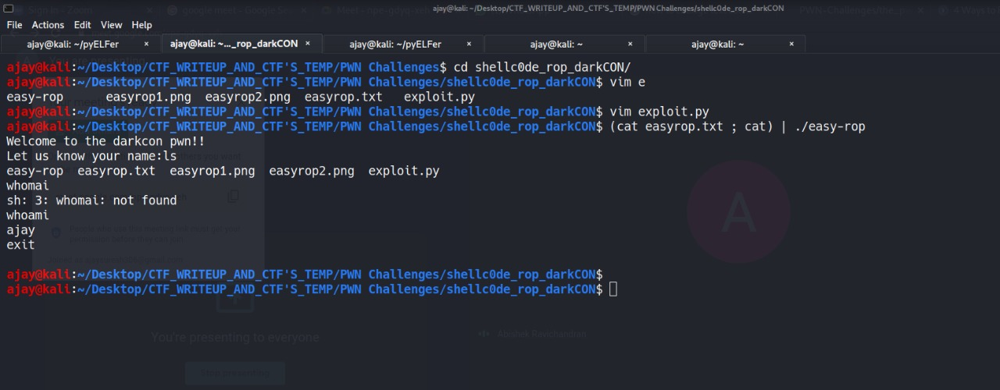 ajay@kali: ~/Desktop/CTF_WRITEUP_AND_CTF'S_TEMP/PWN Challenges/shellc0de_rop_darkCON
File Actions Edit View Help
ajay@kali: ~/pyELFer × ajay@kali: ~..._rop_darkCON × ajay@kali: ~/pyELFer × ajay@kali: ~ × ajay@kali: ~ ×
ajay@kali:~/Desktop/CTF_WRITEUP_AND_CTF'S_TEMP/PWN Challenges$ cd shellc0de_rop_darkCON/
ajay@kali:~/Desktop/CTF_WRITEUP_AND_CTF'S_TEMP/PWN Challenges/shellc0de_rop_darkCON$ vim e
easy-rop easyrop1.png easyrop2.png easyrop.txt exploit.py
ajay@kali:~/Desktop/CTF_WRITEUP_AND_CTF'S_TEMP/PWN Challenges/shellc0de_rop_darkCON$ vim exploit.py
ajay@kali:~/Desktop/CTF_WRITEUP_AND_CTF'S_TEMP/PWN Challenges/shellc0de_rop_darkCON$ (cat easyrop.txt ; cat) | ./easy-rop
Welcome to the darkcon pwn!!
Let us know your name:ls
easy-rop easyrop.txt easyrop1.png easyrop2.png exploit.py
whomai
sh: 3: whomai: not found
whoami
ajay
exit
ajay@kali:~/Desktop/CTF_WRITEUP_AND_CTF'S_TEMP/PWN Challenges/shellc0de_rop_darkCON$
ajay@kali:~/Desktop/CTF_WRITEUP_AND_CTF'S_TEMP/PWN Challenges/shellc0de_rop_darkCON$
A
You're presenting to everyone
Abishek Ravichandran
Stop presenting